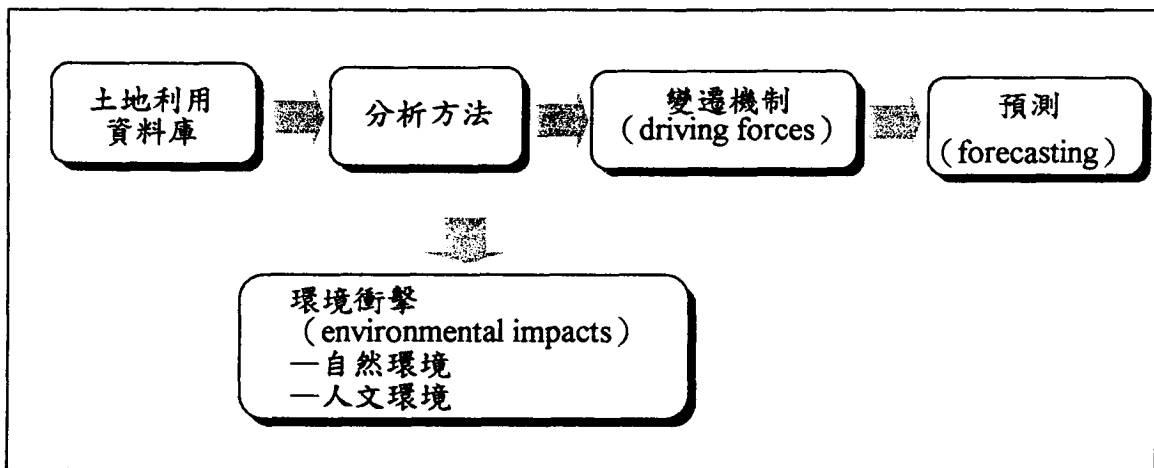 土地利用
資料庫
分析方法
變遷機制
（driving forces）
預測
（forecasting）
環境衝擊
（environmental impacts）
—自然環境
—人文環境